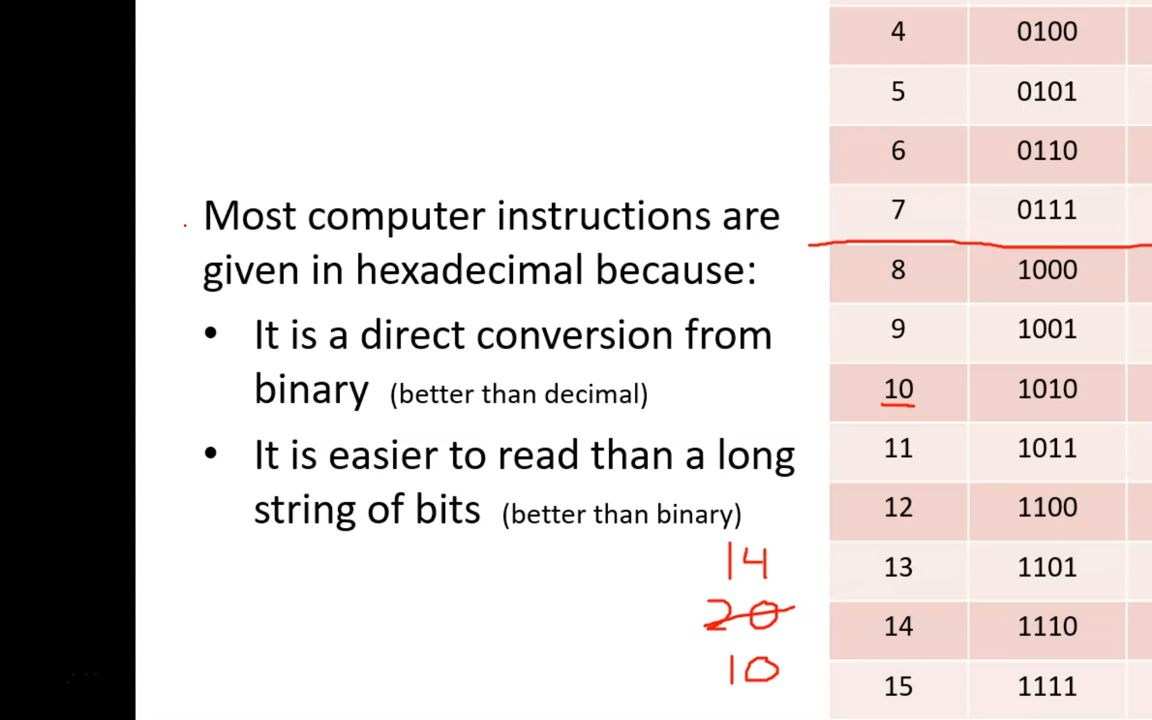 Most computer instructions are
given in hexadecimal because:
• It is a direct conversion from
binary (better than decimal)
• It is easier to read than a long
string of bits (better than binary)
14
20
10
4 0100
5 0101
6 0110
7 0111
8 1000
9 1001
10 1010
11 1011
12 1100
13 1101
14 1110
15 1111